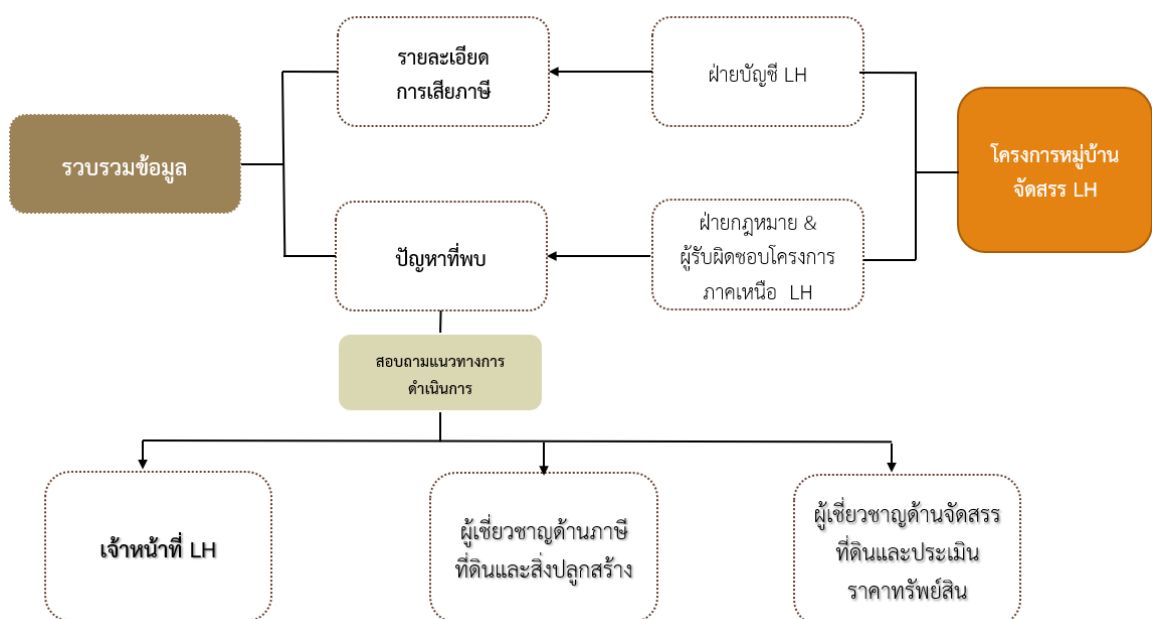 รายละเอียด
การเสียภาษี
ฝ่ายบัญชี LH
รวบรวมข้อมูล
โครงการหมู่บ้าน
จัดสรร LH
ปัญหาที่พบ
ฝ่ายกฎหมาย &
ผู้รับผิดชอบโครงการ
ภาคเหนือ LH
สอบถามแนวทางการ
ดำเนินการ
เจ้าหน้าที่ LH
ผู้เชี่ยวชาญด้านภาษี
ที่ดินและสิ่งปลูกสร้าง
ผู้เชี่ยวชาญด้านจัดสรร
ที่ดินและประเมิน
ราคาทรัพย์สิน